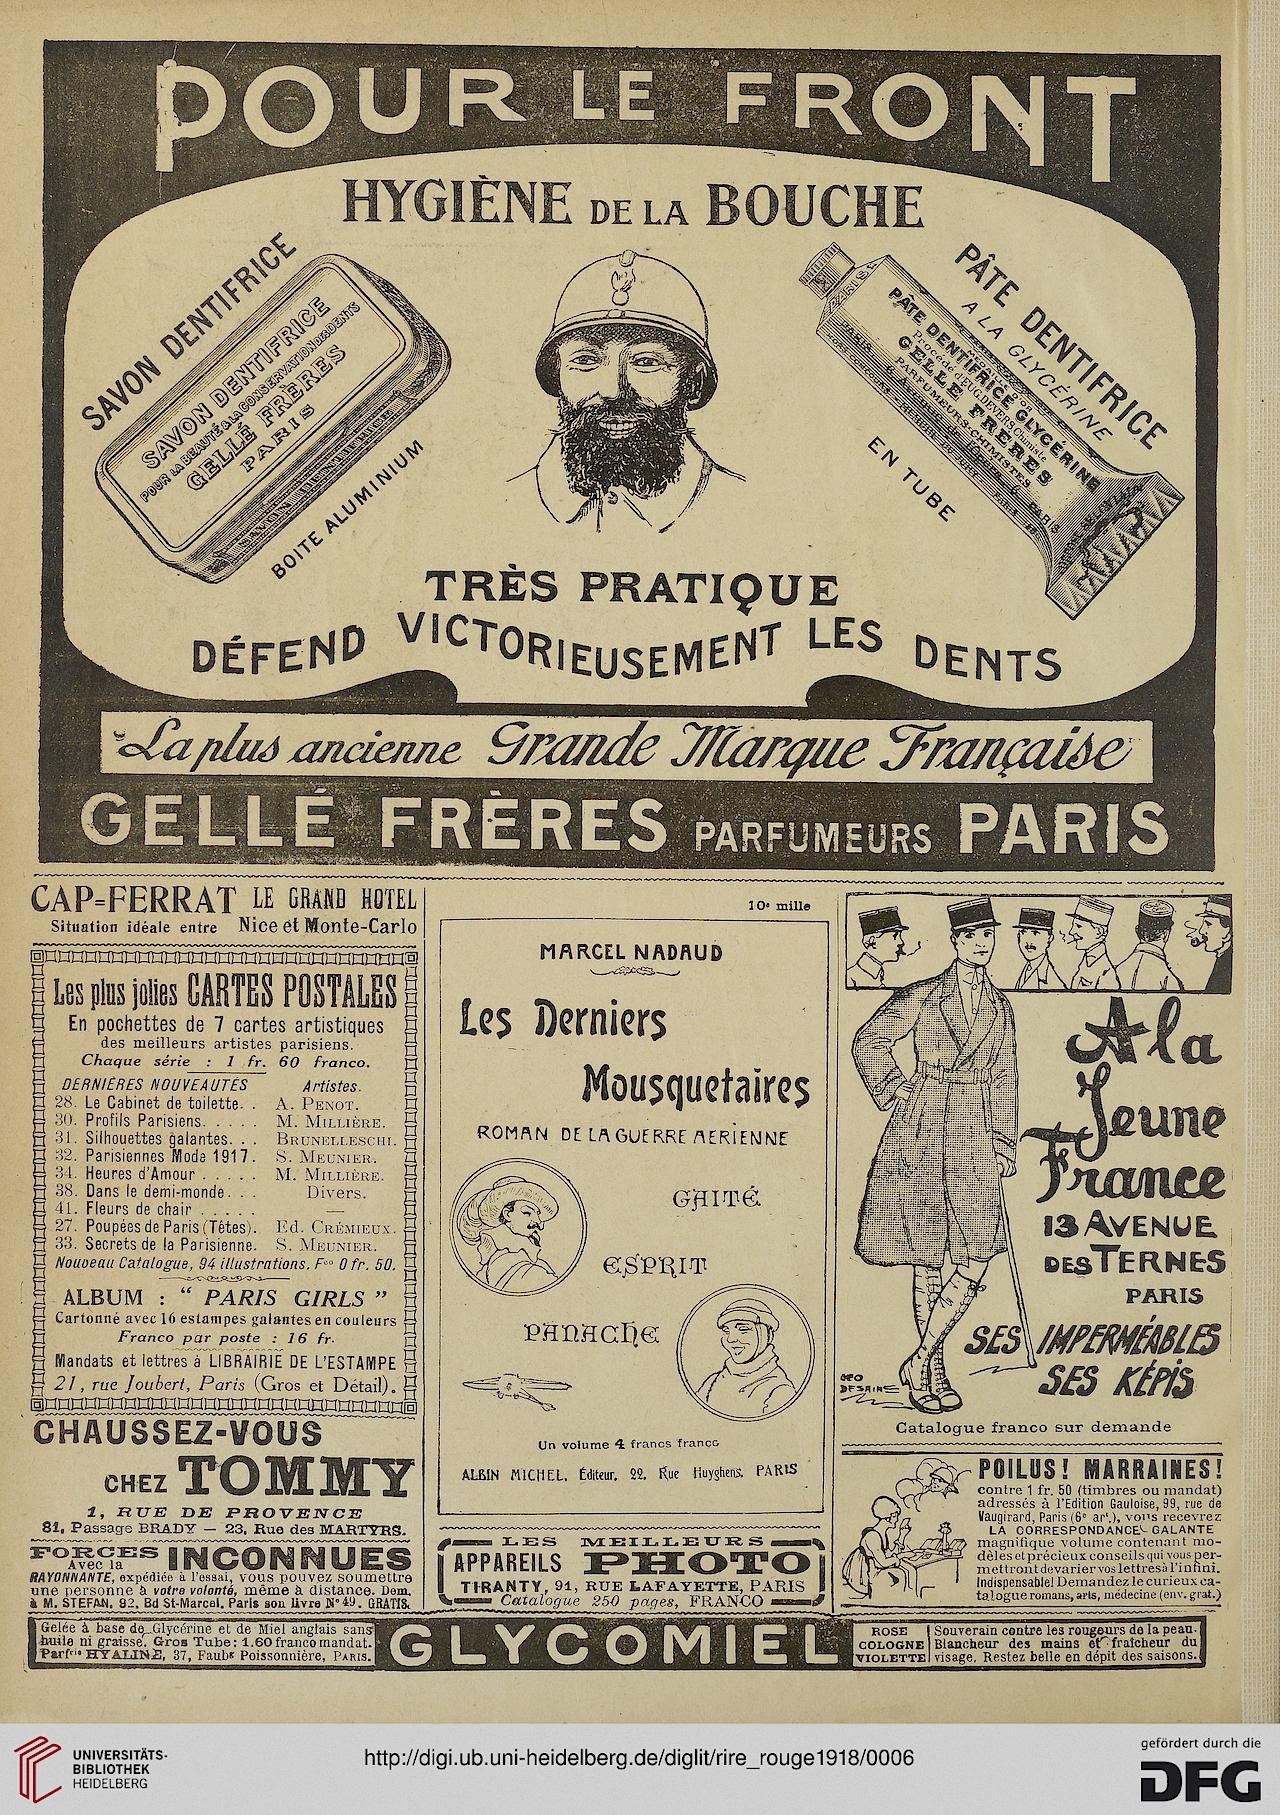 POUR LE FRONT
HYGIÈNE DE LA BOUCHE
SAVON DENTIFRICE
SAVON DENTIFRICE
POUR LA BEAUTÉ & LA CONSERVATION DES DENTS
GELLÉ FRÈRES
PARIS
BOITE ALUMINIUM
PÂTE DENTIFRICE
A LA GLYCÉRINE
PARIS
PÂTE DENTIFRICE GLYCÉRINE
Procédé d'EUG. DEVERS Chimiste
GELLÉ FRÈRES
PARFUMEURS-CHIMISTES
PARIS
EN TUBE
TRÈS PRATIQUE
DÉFEND VICTORIEUSEMENT LES DENTS
La plus ancienne Grande Marque Française
GELLÉ FRÈRES PARFUMEURS PARIS
CAP-FERRAT LE GRAND HOTEL
Situation idéale entre Nice et Monte-Carlo
Les plus jolies CARTES POSTALES
En pochettes de 7 cartes artistiques
des meilleurs artistes parisiens.
Chaque série : 1 fr. 60 franco.
DERNIÈRES NOUVEAUTÉS Artistes.
28. Le Cabinet de toilette. . A. PENOT.
30. Profils Parisiens. . . . . M. MILLIÈRE.
31. Silhouettes galantes. . . BRUNELLESCHI.
32. Parisiennes Mode 1917. S. MEUNIER.
34. Heures d'Amour . . . . . M. MILLIÈRE.
38. Dans le demi-monde. . . Divers.
41. Fleurs de chair . . . . . —
27. Poupées de Paris (Têtes). Ed. CRÉMIEUX.
33. Secrets de la Parisienne. S. MEUNIER.
Nouveau Catalogue, 94 illustrations. Fco 0 fr. 50.
ALBUM : “ PARIS GIRLS ”
Cartonné avec 16 estampes galantes en couleurs
Franco par poste : 16 fr.
Mandats et lettres à LIBRAIRIE DE L'ESTAMPE
21, rue Joubert, Paris (Gros et Détail).
CHAUSSEZ-VOUS
CHEZ TOMMY
1, RUE DE PROVENCE
81, Passage BRADY — 23, Rue des MARTYRS.
FORCES INCONNUES
Avec la
RAYONNANTE, expédiée à l'essai, vous pouvez soumettre
une personne à votre volonté, même à distance. Dem.
à M. STEFAN, 92, Bd St-Marcel, Paris son livre N° 49. GRATIS.
10e mille
MARCEL NADAUD
Les Derniers
Mousquetaires
ROMAN DE LA GUERRE AERIENNE
GAITÉ
ESPRIT
PANACHE
Un volume 4 francs franco
ALBIN MICHEL, Éditeur, 22, Rue Huyghens, PARIS
LES MEILLEURS
APPAREILS PHOTO
TIRANTY, 91, RUE LAFAYETTE, PARIS
Catalogue 250 pages, FRANCO
A la
Jeune
France
13 AVENUE
DES TERNES
PARIS
SES IMPERMÉABLES
SES KÉPIS
GEO
DESAINS
Catalogue franco sur demande
POILUS! MARRAINES!
contre 1 fr. 50 (timbres ou mandat)
adressés à l'Edition Gauloise, 99, rue de
Vaugirard, Paris (6e arr.), vous recevrez
LA CORRESPONDANCE GALANTE
magnifique volume contenant mo-
dèles et précieux conseils qui vous per-
mettront de varier vos lettres à l'infini.
Indispensable! Demandez le curieux ca-
talogue romans, arts, médecine (env. grat.)
Gelée à base de Glycérine et de Miel anglais sans
huile ni graisse. Gros Tube: 1.60 franco mandat.
Parfrie HYALINE, 37, Faubg Poissonnière, PARIS.
GLYCOMIEL
ROSE
COLOGNE
VIOLETTE
Souverain contre les rougeurs de la peau.
Blancheur des mains et fraîcheur du
visage. Restez belle en dépit des saisons.
UNIVERSITÄTS-
BIBLIOTHEK
HEIDELBERG
http://digi.ub.uni-heidelberg.de/diglit/rire_rouge1918/0006
gefördert durch die
DFG